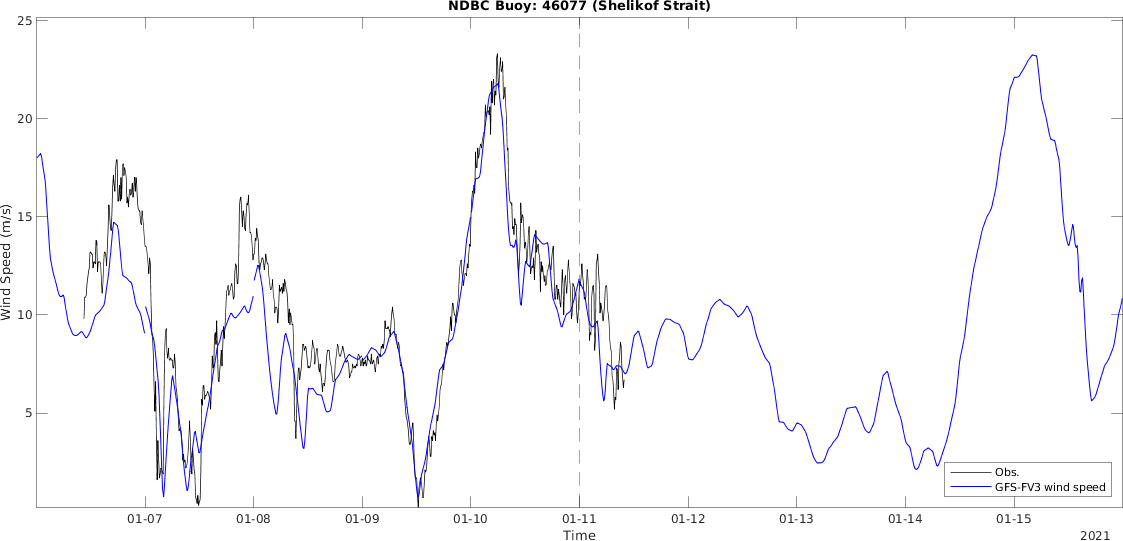 NDBC Buoy: 46077 (Shelikof Strait)
25
20
15
10
5
Wind Speed (m/s)
Obs.
GFS-FV3 wind speed
01-07 01-08 01-09 01-10 01-11 01-12 01-13 01-14 01-15
Time
2021